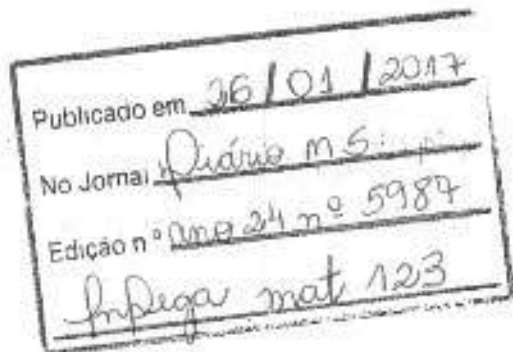 Publicado em 26/01/2017
No Jornal Diário MS
Edição nº ano 24 nº 5987
mat 123